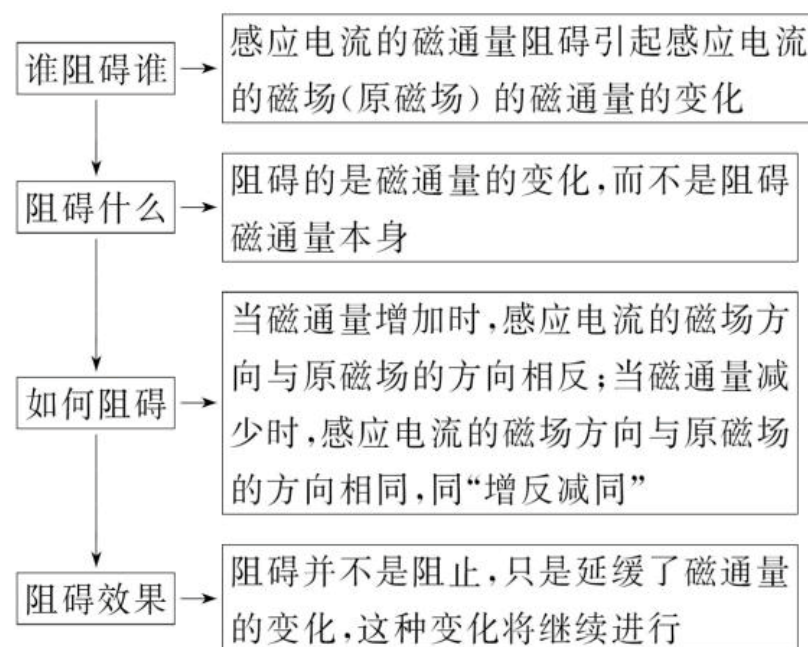 谁阻碍谁
感应电流的磁通量阻碍引起感应电流
的磁场(原磁场)的磁通量的变化
阻碍什么
阻碍的是磁通量的变化,而不是阻碍
磁通量本身
如何阻碍
当磁通量增加时,感应电流的磁场方
向与原磁场的方向相反;当磁通量减
少时,感应电流的磁场方向与原磁场
的方向相同,同“增反减同”
阻碍效果
阻碍并不是阻止,只是延缓了磁通量
的变化,这种变化将继续进行